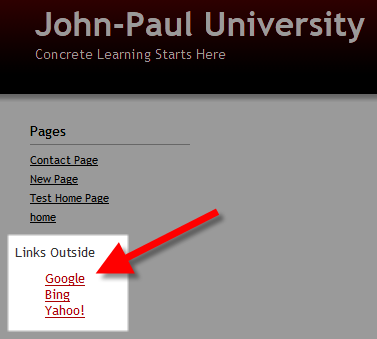 John-Paul University
Concrete Learning Starts Here
Pages
Contact Page
New Page
Test Home Page
home
Links Outside
Google
Bing
Yahoo!